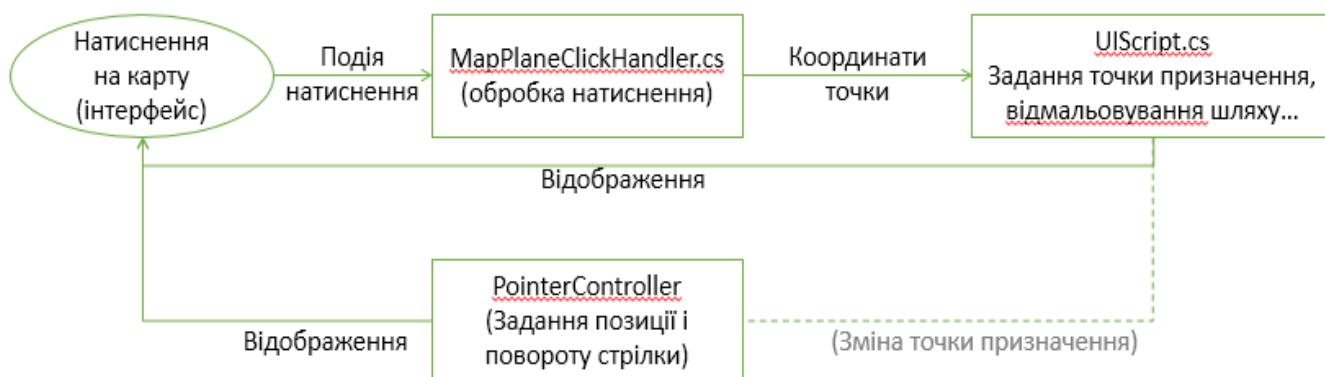 Натиснення
на карту
(інтерфейс)
Подія
натиснення
MapPlaneClickHandler.cs
(обробка натиснення)
Координати
точки
UIScript.cs
Задання точки призначення,
відмальовування шляху...
Відображення
PointerController
(Задання позиції і
повороту стрілки)
Відображення
(Зміна точки призначення)